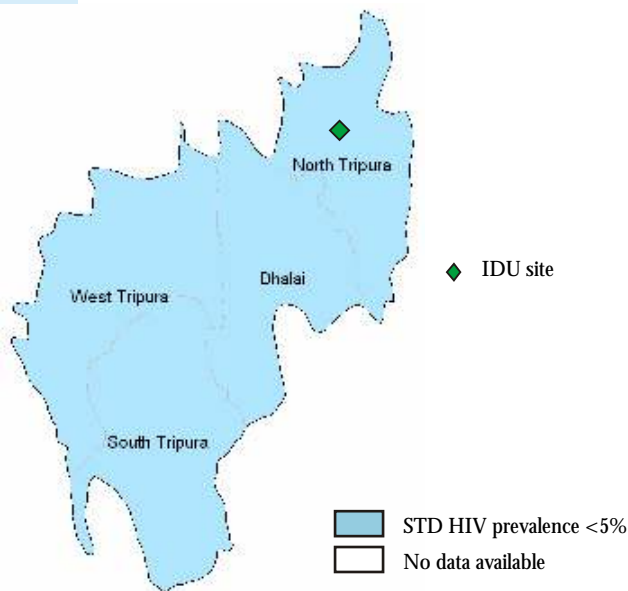 North Tripura
IDU site
Dhalai
West Tripura
South Tripura
STD HIV prevalence <5%
No data available